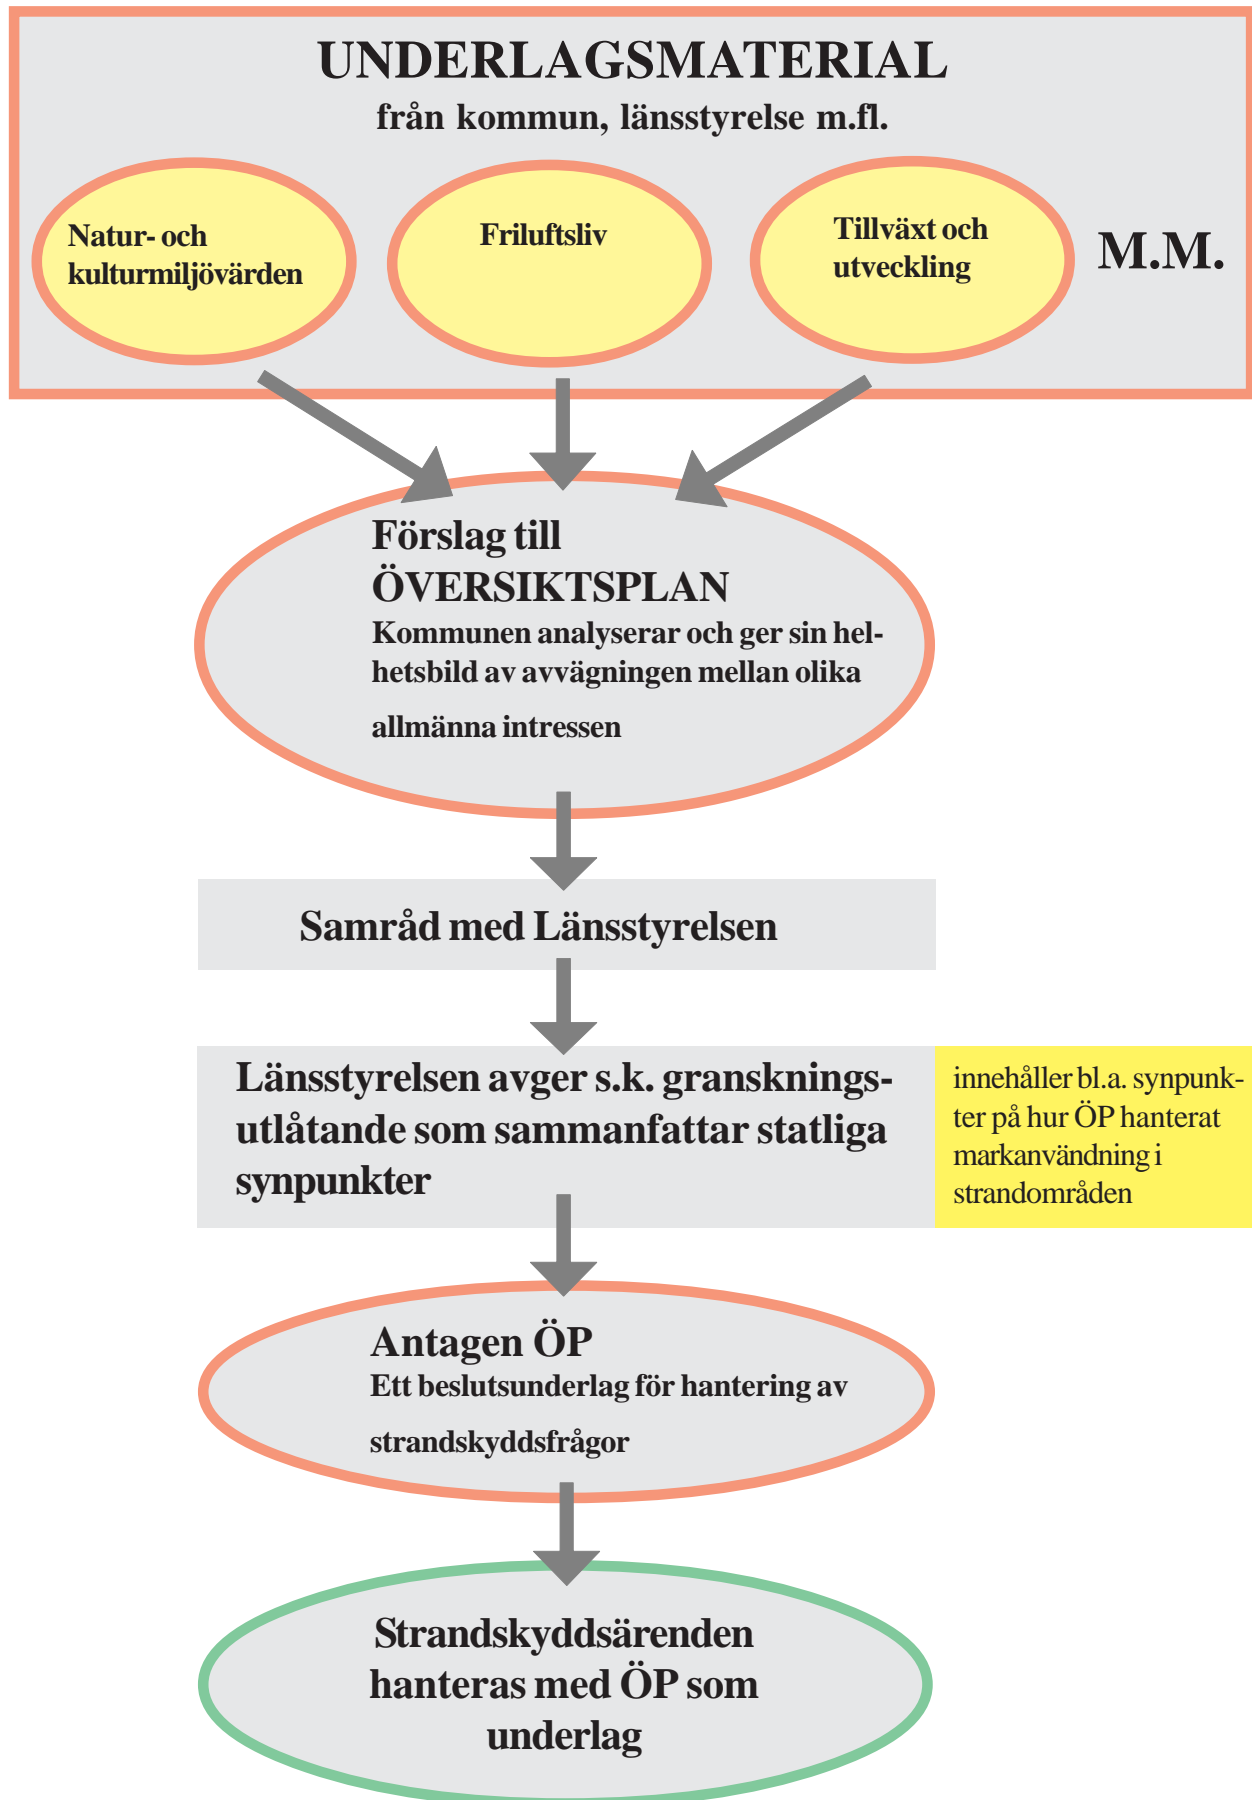 UNDERLAGSMATERIAL
från kommun, länsstyrelse m.fl.
Natur- och
kulturmiljövärden
Friluftsliv
Tillväxt och
utveckling
M.M.
Förslag till
ÖVERSIKTSPLAN
Kommunen analyserar och ger sin hel-
hetsbild av avvägningen mellan olika
allmänna intressen
Samråd med Länsstyrelsen
Länsstyrelsen avger s.k. gransknings-
utlåtande som sammanfattar statliga
synpunkter
innehåller bl.a. synpunk-
ter på hur ÖP hanterat
markanvändning i
strandområden
Antagen ÖP
Ett beslutsunderlag för hantering av
strandskyddsfrågor
Strandskyddsärenden
hanteras med ÖP som
underlag